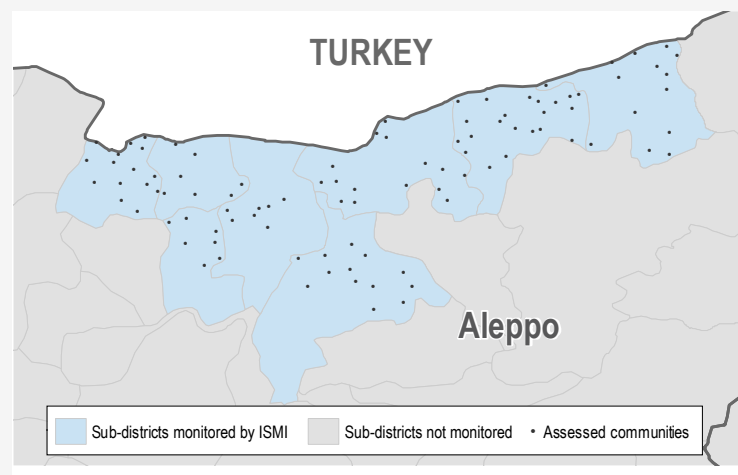 TURKEY
Aleppo
Sub-districts monitored by ISMI
Sub-districts not monitored
Assessed communities